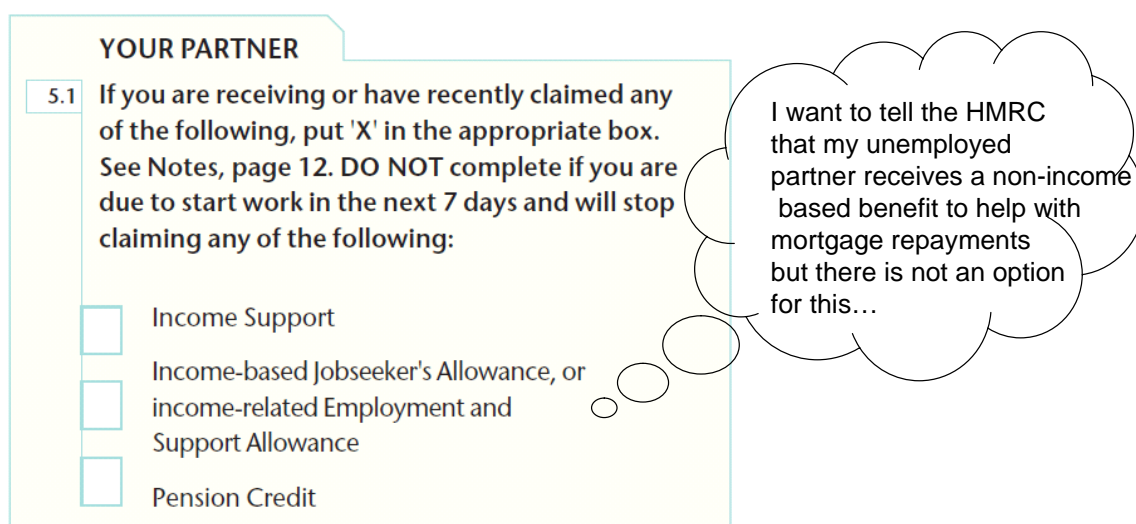 YOUR PARTNER
5.1 If you are receiving or have recently claimed any
of the following, put 'X' in the appropriate box.
See Notes, page 12. DO NOT complete if you are
due to start work in the next 7 days and will stop
claiming any of the following:
Income Support
Income-based Jobseeker's Allowance, or
income-related Employment and
Support Allowance
Pension Credit
I want to tell the HMRC
that my unemployed
partner receives a non-income
based benefit to help with
mortgage repayments
but there is not an option
for this…